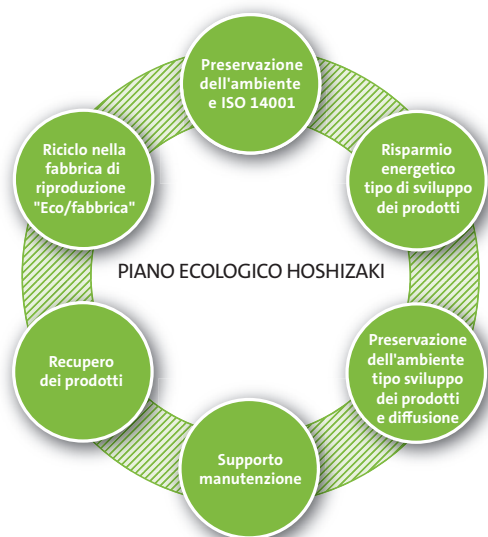 Preservazione
dell'ambiente
e ISO 14001
Riciclo nella
fabbrica di
riproduzione
"Eco/fabbrica"
Risparmio
energetico
tipo di sviluppo
dei prodotti
PIANO ECOLOGICO HOSHIZAKI
Recupero
dei prodotti
Preservazione
dell'ambiente
tipo sviluppo
dei prodotti
e diffusione
Supporto
manutenzione